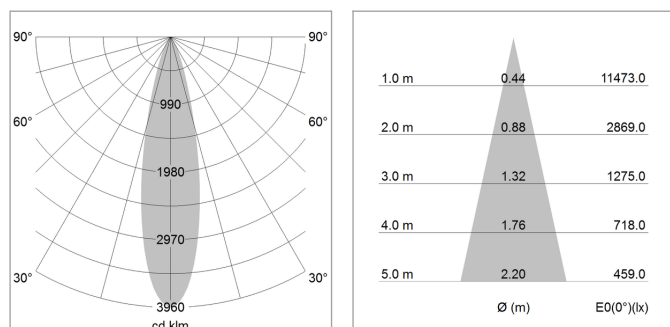 90° 90°
990
60° 60°
1980
2970
30° 30°
3960
cd klm
1.0 m 0.44 11473.0
2.0 m 0.88 2869.0
3.0 m 1.32 1275.0
4.0 m 1.76 718.0
5.0 m 2.20 459.0
Ø (m) E0(0°)(lx)